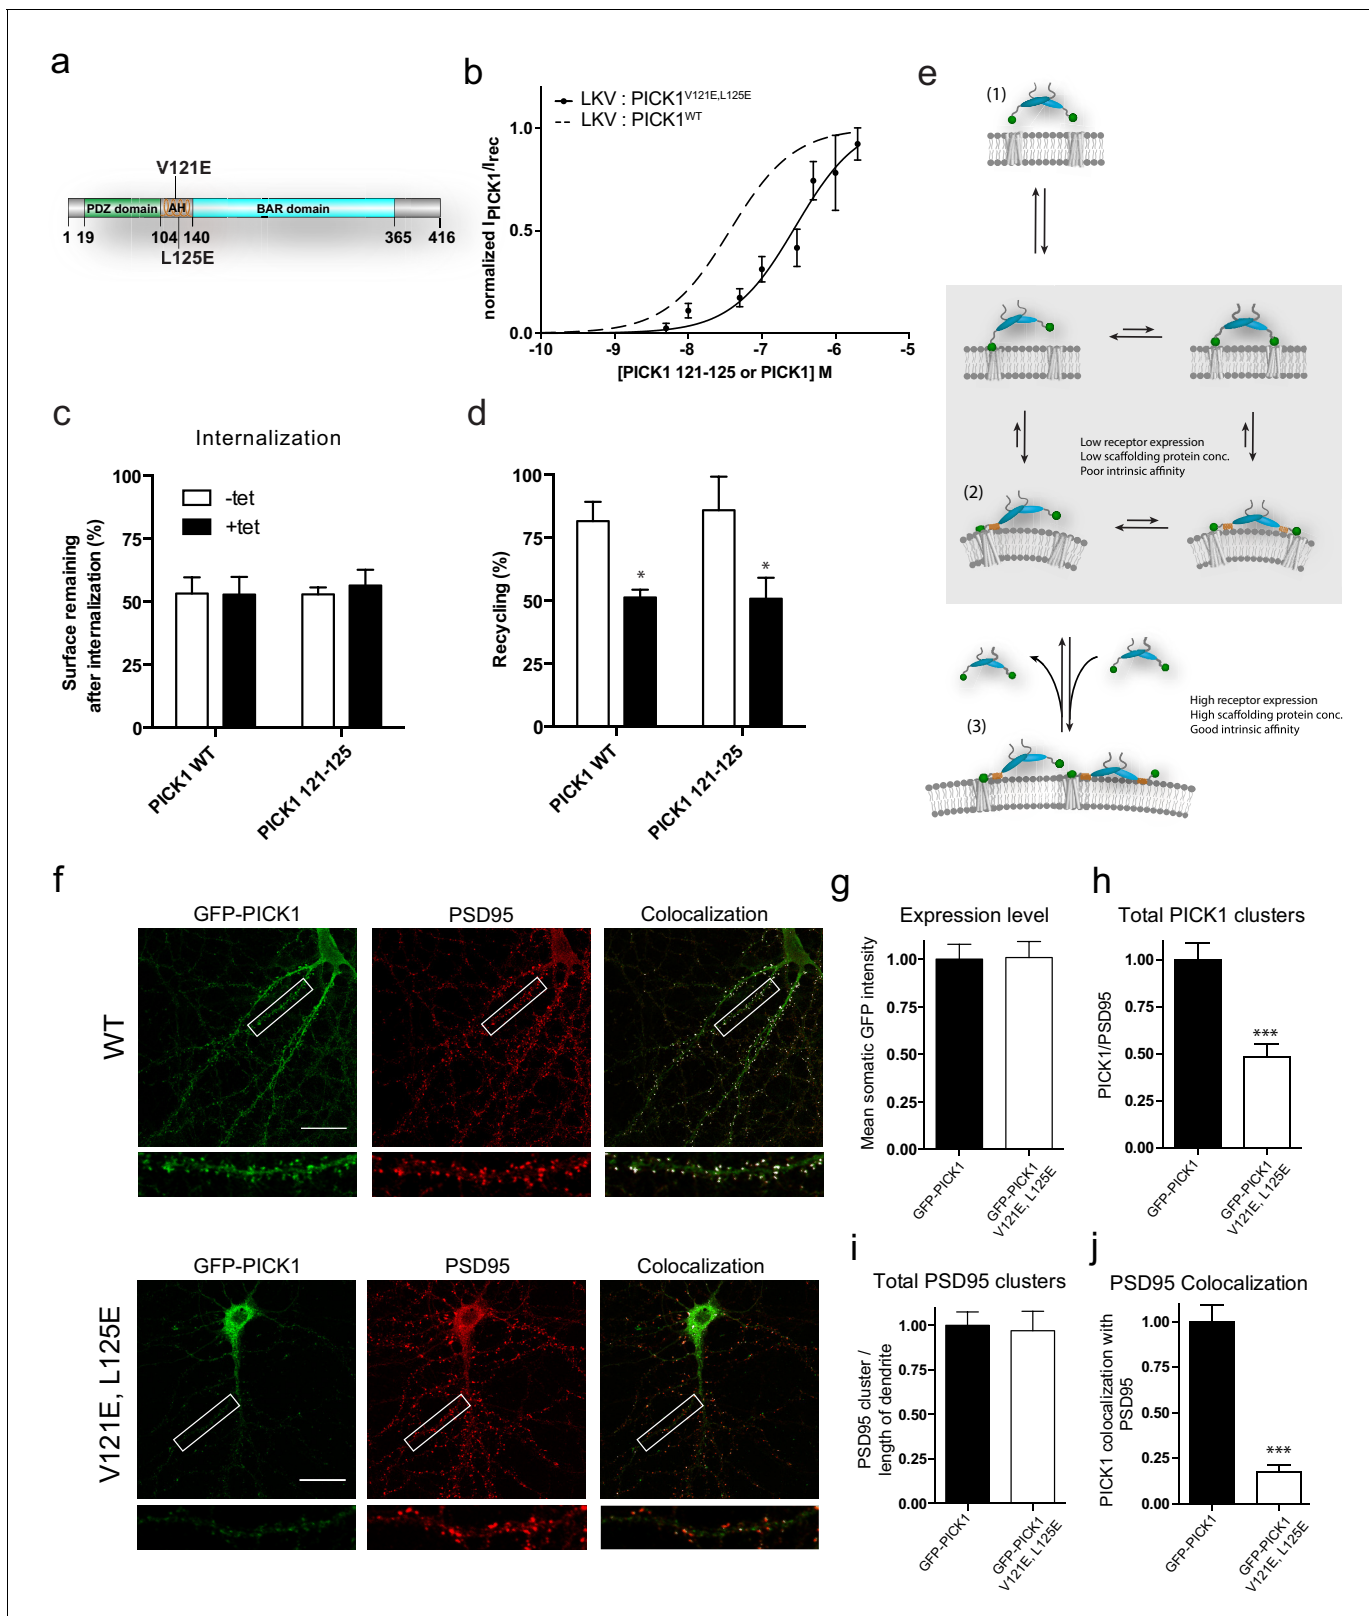 a
V121E
PDZ domain
AH
BAR domain
1 19 104 140 365 416
L125E
b
LKV : PICK1V121E,L125E
LKV : PICK1WT
normalized IPICK1/Irec
1.0
0.5
0.0
-10 -9 -8 -7 -6 -5
[PICK1 121-125 or PICK1] M
c
Internalization
-tet
+tet
Surface remaining
after internalization (%)
100
75
50
25
0
PICK1 WT
PICK1 121-125
d
Recycling (%)
100
75
50
25
0
*
*
PICK1 WT
PICK1 121-125
e
(1)
Low receptor expression
Low scaffolding protein conc.
Poor intrinsic affinity
(2)
High receptor expression
High scaffolding protein conc.
Good intrinsic affinity
(3)
f
GFP-PICK1
PSD95
Colocalization
WT
GFP-PICK1
PSD95
Colocalization
V121E, L125E
g
Expression level
Mean somatic GFP intensity
1.00
0.75
0.50
0.25
0.00
GFP-PICK1
GFP-PICK1
V121E, L125E
h
Total PICK1 clusters
PICK1/PSD95
1.00
0.75
0.50
0.25
0.00
***
GFP-PICK1
GFP-PICK1
V121E, L125E
i
Total PSD95 clusters
PSD95 cluster /
length of dendrite
1.00
0.75
0.50
0.25
0.00
GFP-PICK1
GFP-PICK1
V121E, L125E
j
PSD95 Colocalization
PICK1 colocalization with
PSD95
1.00
0.75
0.50
0.25
0.00
***
GFP-PICK1
GFP-PICK1
V121E, L125E